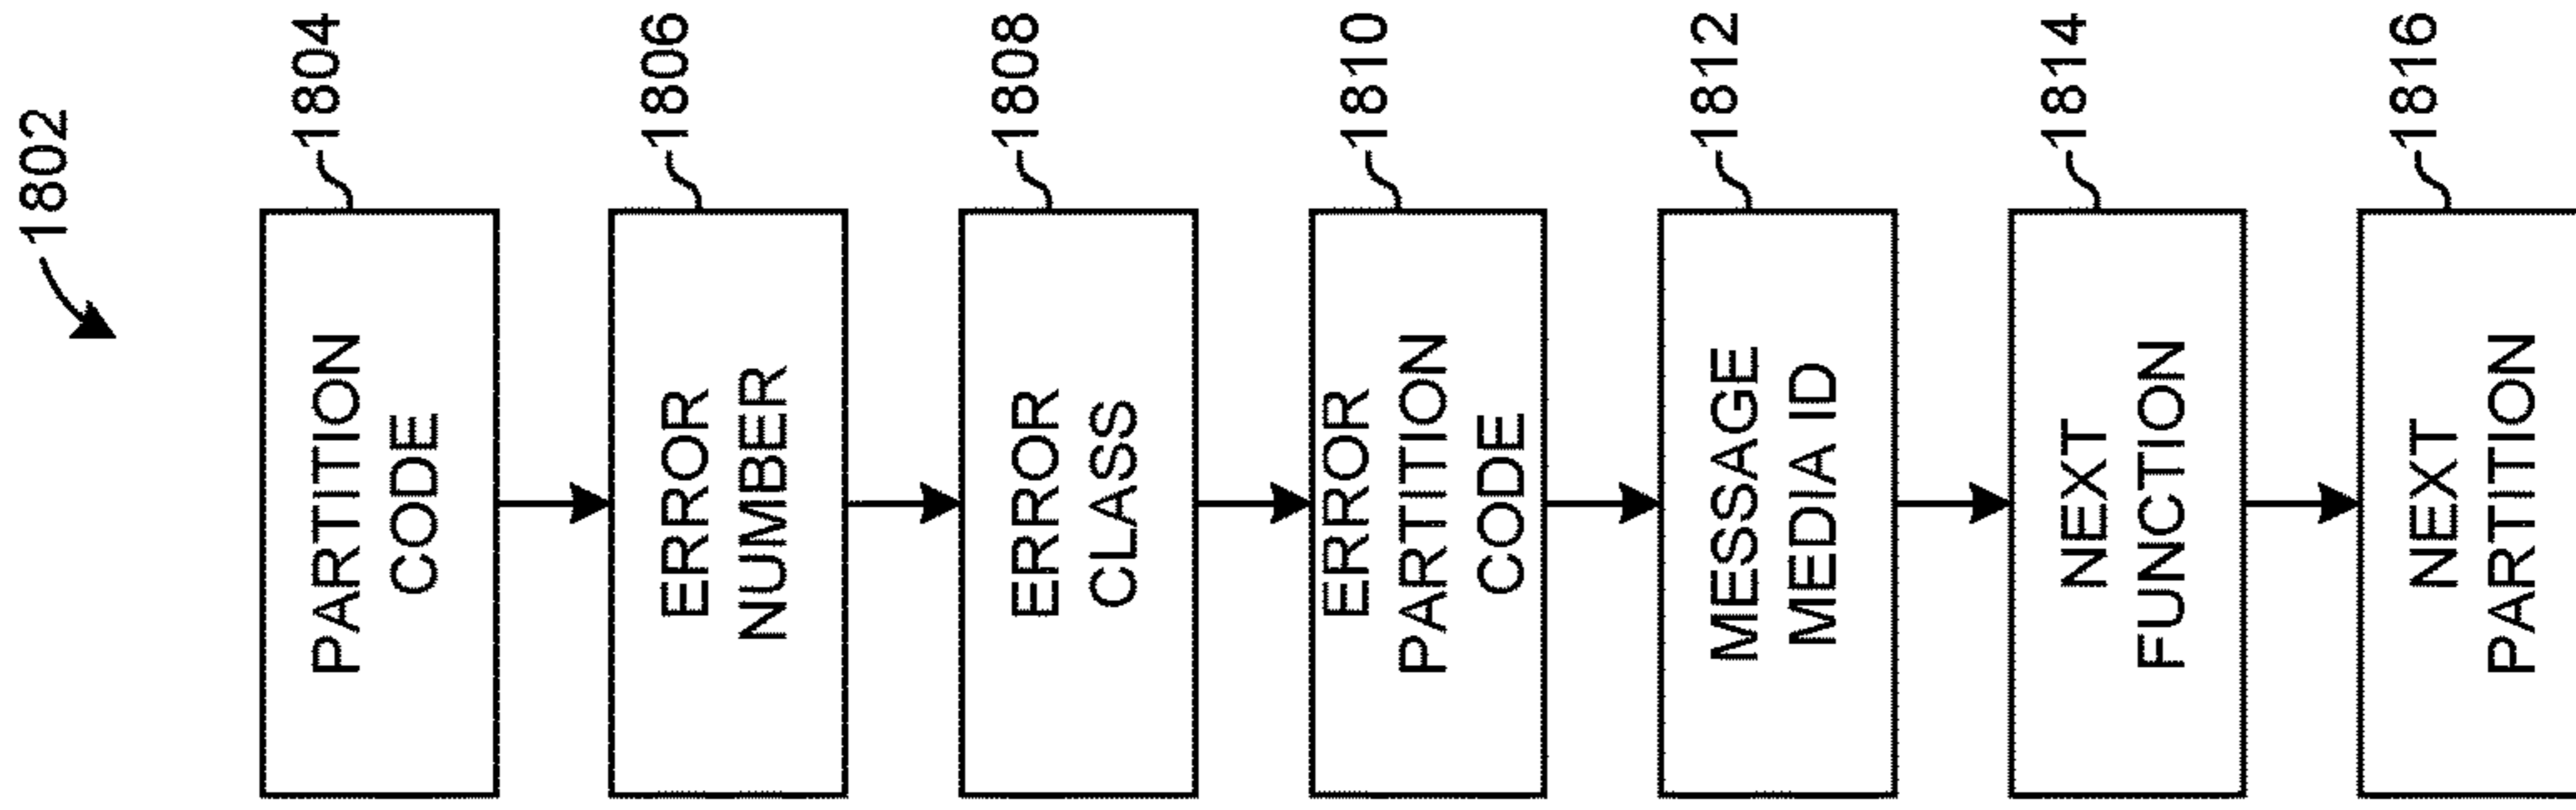 1802
PARTITION
CODE
1804
ERROR
NUMBER
1806
ERROR
CLASS
1808
ERROR
PARTITION
CODE
1810
MESSAGE
MEDIA ID
1812
NEXT
FUNCTION
1814
NEXT
PARTITION
1816